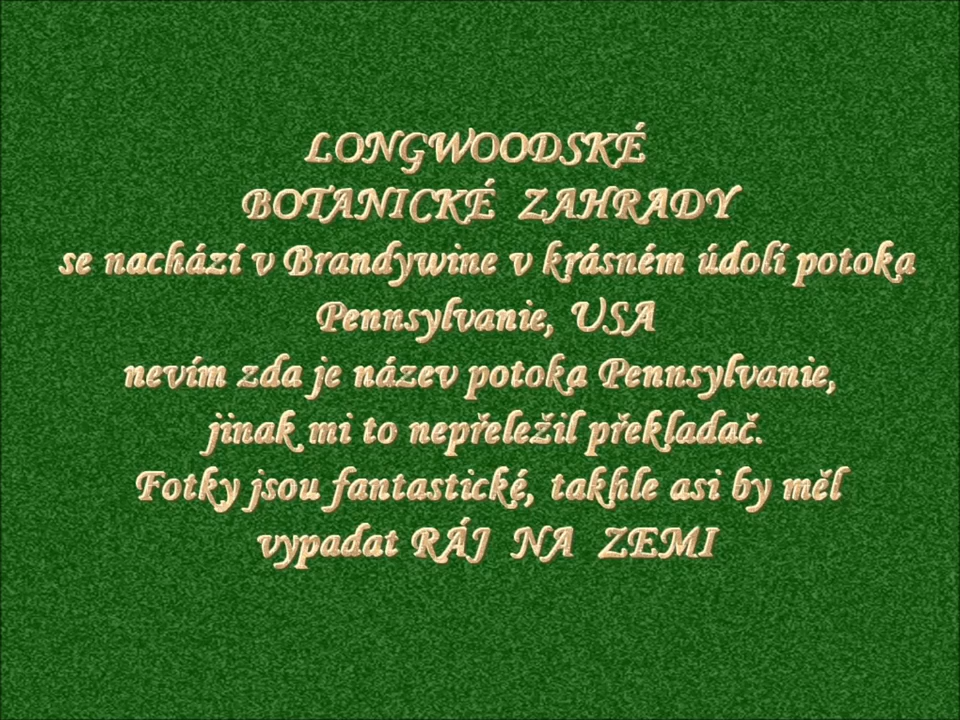 LONGWOODSKÉ
BOTANICKÉ ZAHRADY
se nachází v Brandywine v krásném údolí potoka
Pennsylvanie, USA
nevím zda je název potoka Pennsylvanie,
jinak mi to nepřeležil překladač.
Fotky jsou fantastické, takhle asi by měl
vypadat RÁJ NA ZEMI